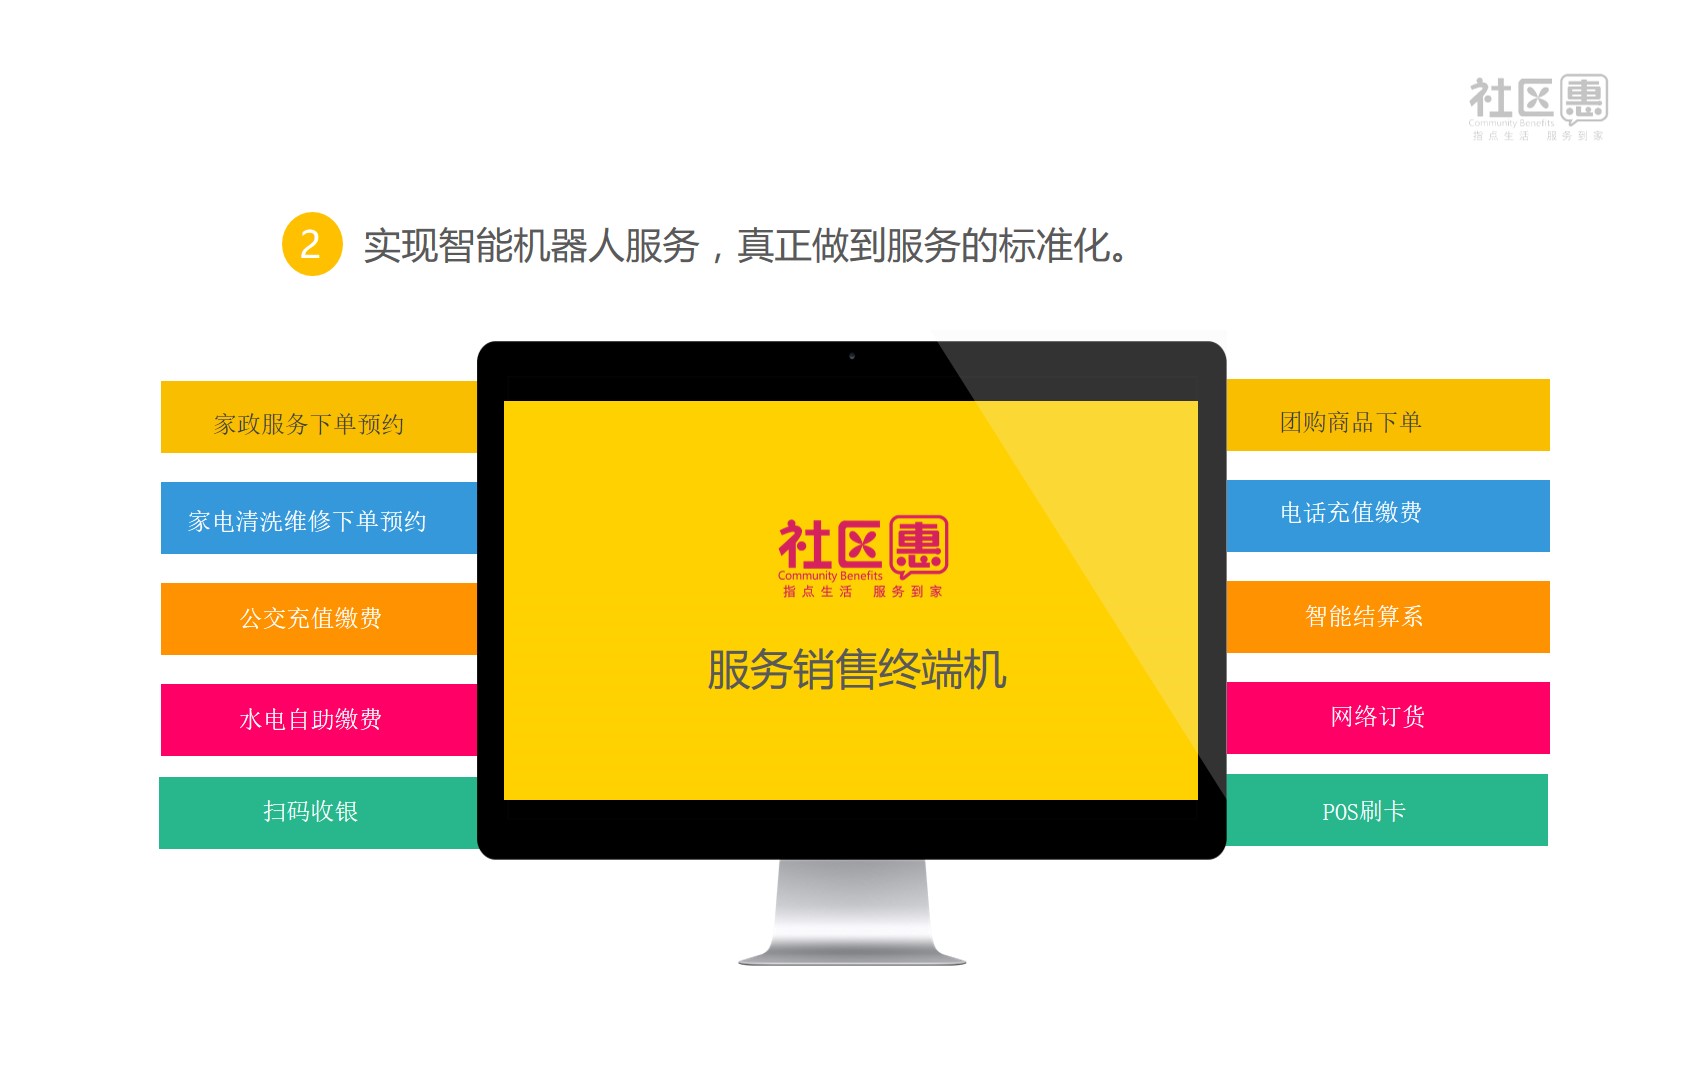 社区惠
Community Benefits
指点生活 服务到家
2 实现智能机器人服务，真正做到服务的标准化。
家政服务下单预约
家电清洗维修下单预约
公交充值缴费
水电自助缴费
扫码收银
社区惠
Community Benefits
指点生活 服务到家
服务销售终端机
团购商品下单
电话充值缴费
智能结算系
网络订货
POS刷卡